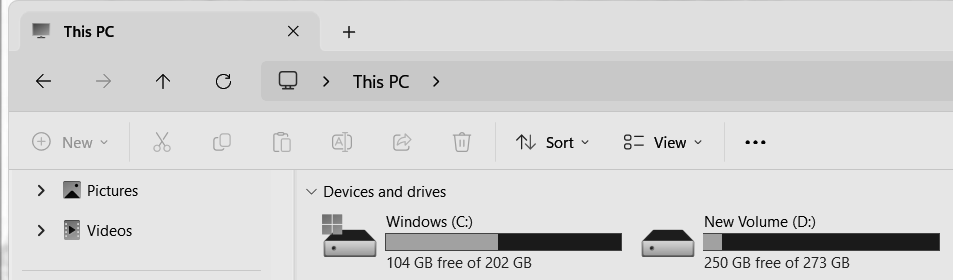 This PC
This PC
New
Sort
View
Pictures
Videos
Devices and drives
Windows (C:)
104 GB free of 202 GB
New Volume (D:)
250 GB free of 273 GB